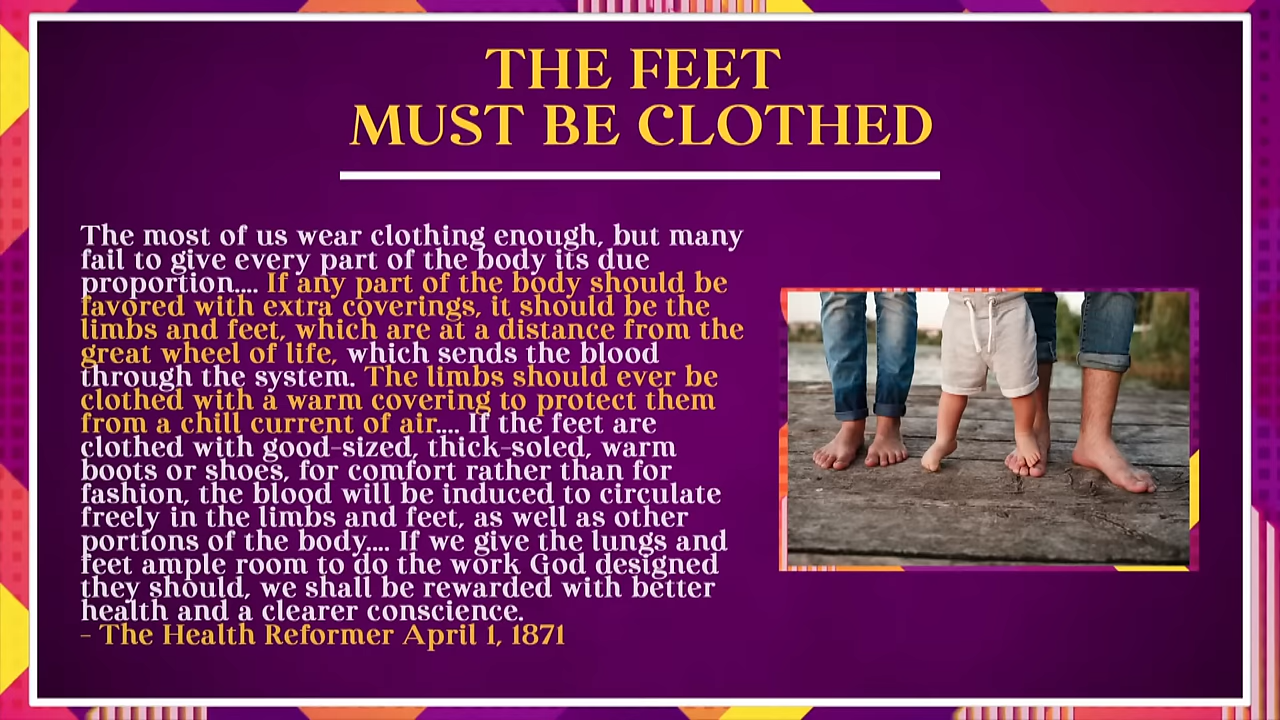 THE FEET
MUST BE CLOTHED
The most of us wear clothing enough, but many
fail to give every part of the body its due
proportion.... If any part of the body should be
favored with extra coverings, it should be the
limbs and feet, which are at a distance from the
great wheel of life, which sends the blood
through the system. The limbs should ever be
clothed with a warm covering to protect them
from a chill current of air.... If the feet are
clothed with good-sized, thick-soled, warm
boots or shoes, for comfort rather than for
fashion, the blood will be induced to circulate
freely in the limbs and feet, as well as other
portions of the body.... If we give the lungs and
feet ample room to do the work God designed
they should, we shall be rewarded with better
health and a clearer conscience.
- The Health Reformer April 1, 1871